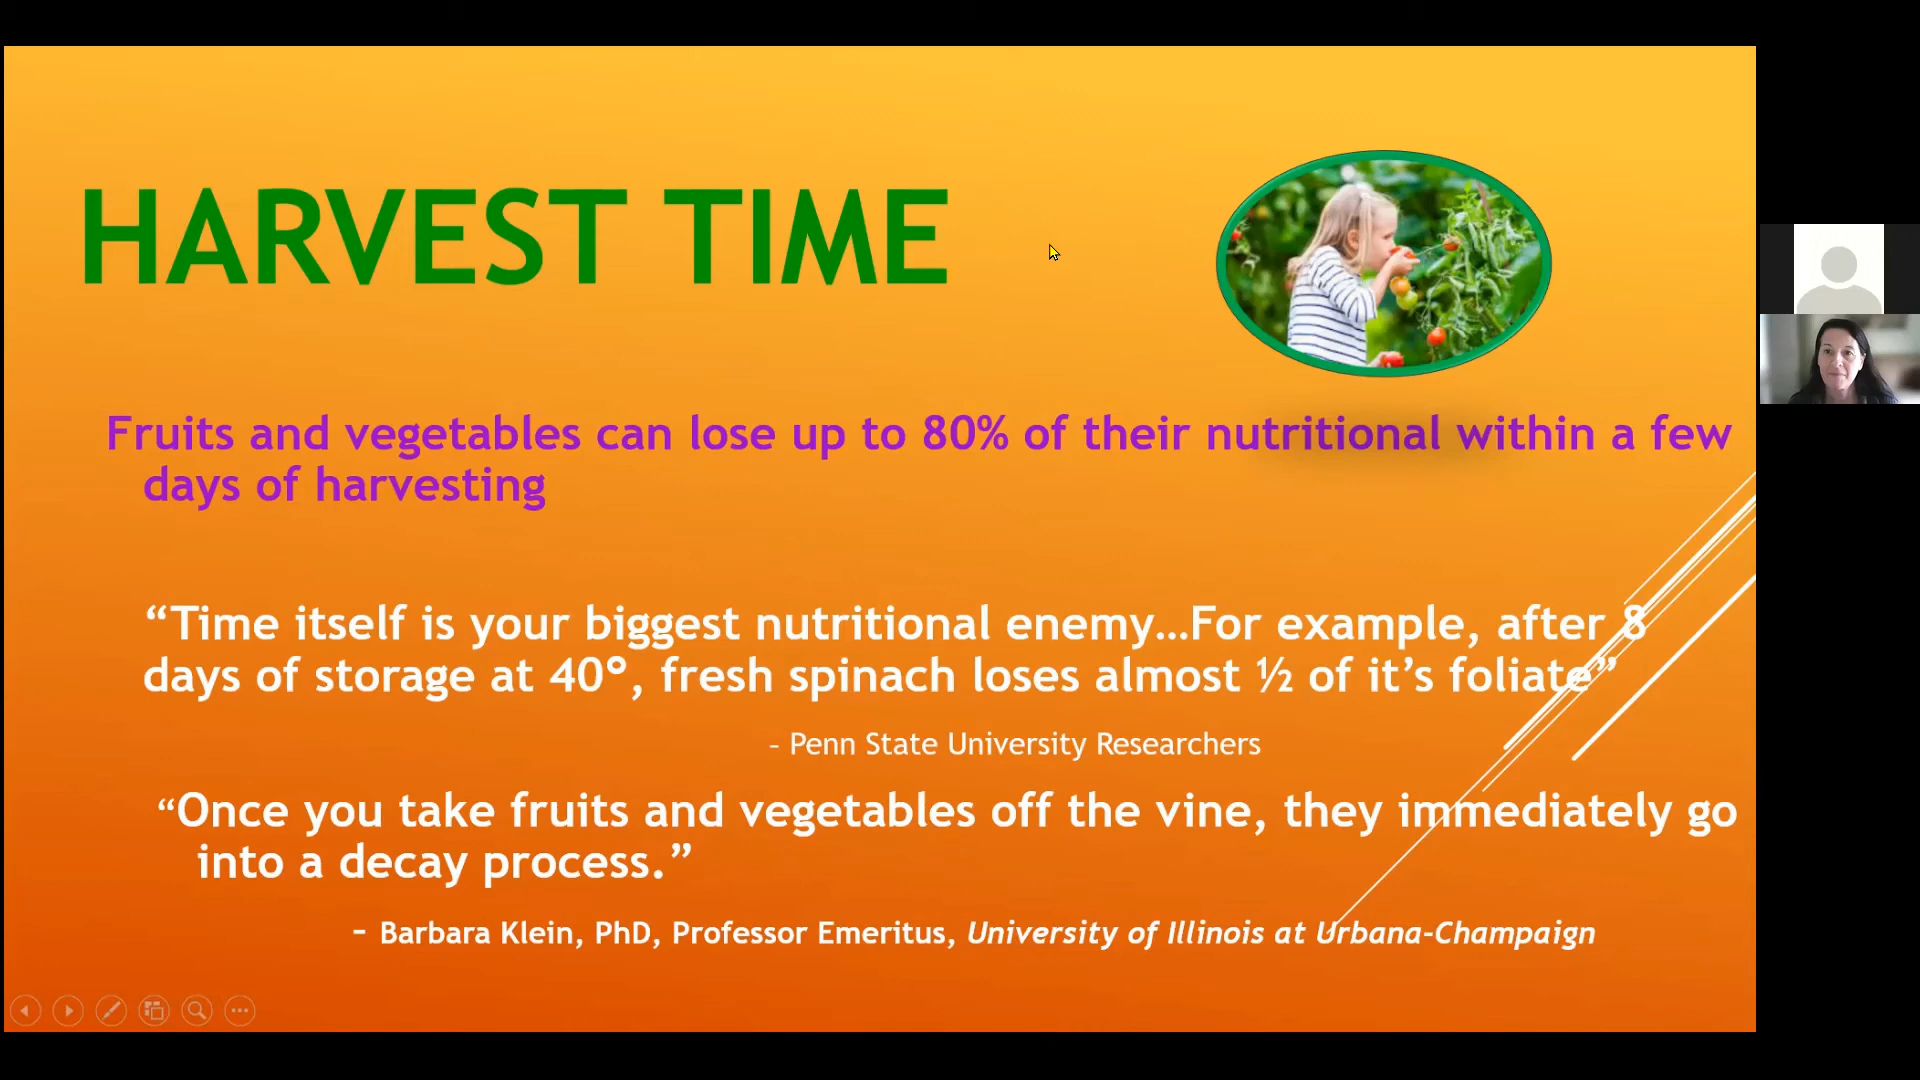 HARVEST TIME
Fruits and vegetables can lose up to 80% of their nutritional within a few
days of harvesting
“Time itself is your biggest nutritional enemy…For example, after 8
days of storage at 40°, fresh spinach loses almost ½ of it’s foliate”
– Penn State University Researchers
“Once you take fruits and vegetables off the vine, they immediately go
into a decay process.”
– Barbara Klein, PhD, Professor Emeritus, University of Illinois at Urbana-Champaign